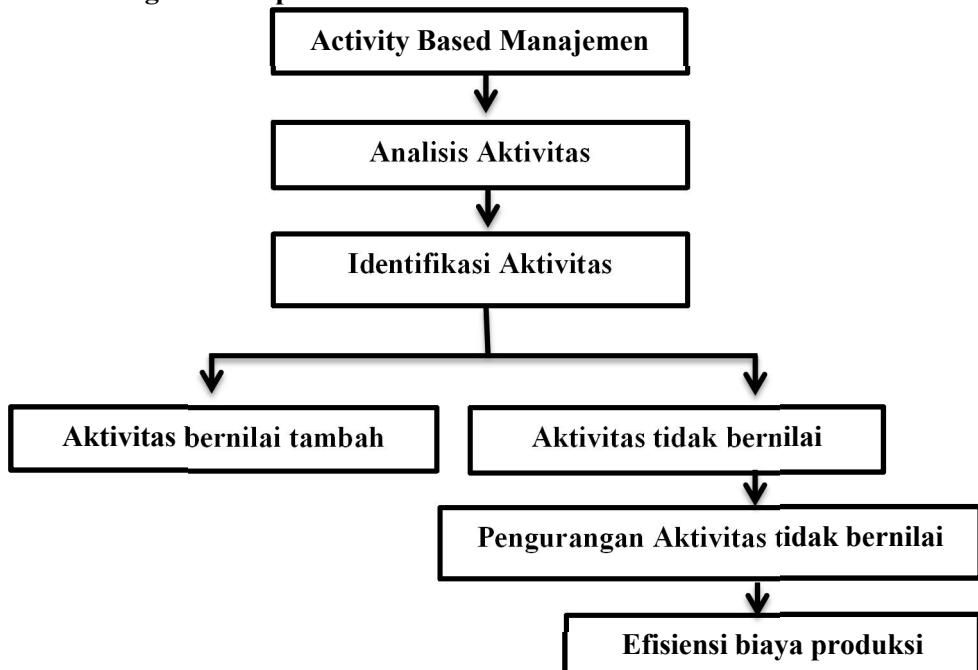 Activity Based Manajemen
Analisis Aktivitas
Identifikasi Aktivitas
Aktivitas bernilai tambah
Aktivitas tidak bernilai
Pengurangan Aktivitas tidak bernilai
Efisiensi biaya produksi